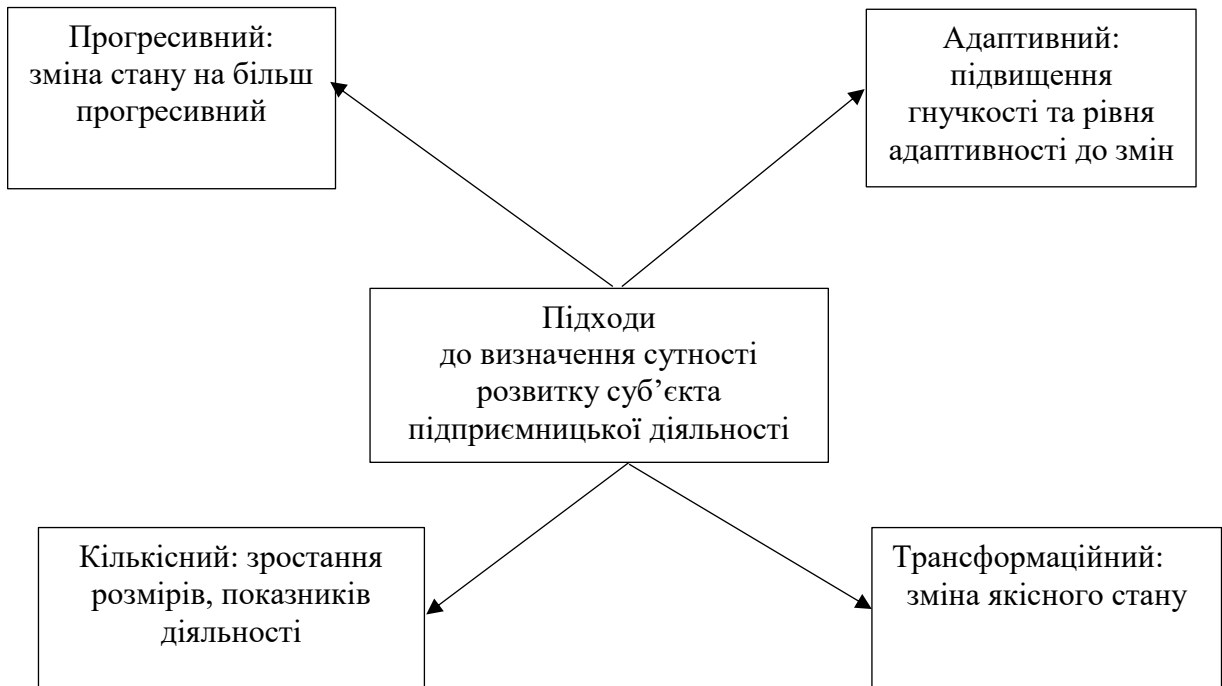 Прогресивний:
зміна стану на більш
прогресивний
Адаптивний:
підвищення
гнучкості та рівня
адаптивності до змін
Підходи
до визначення сутності
розвитку суб’єкта
підприємницької діяльності
Кількісний: зростання
розмірів, показників
діяльності
Трансформаційний:
зміна якісного стану